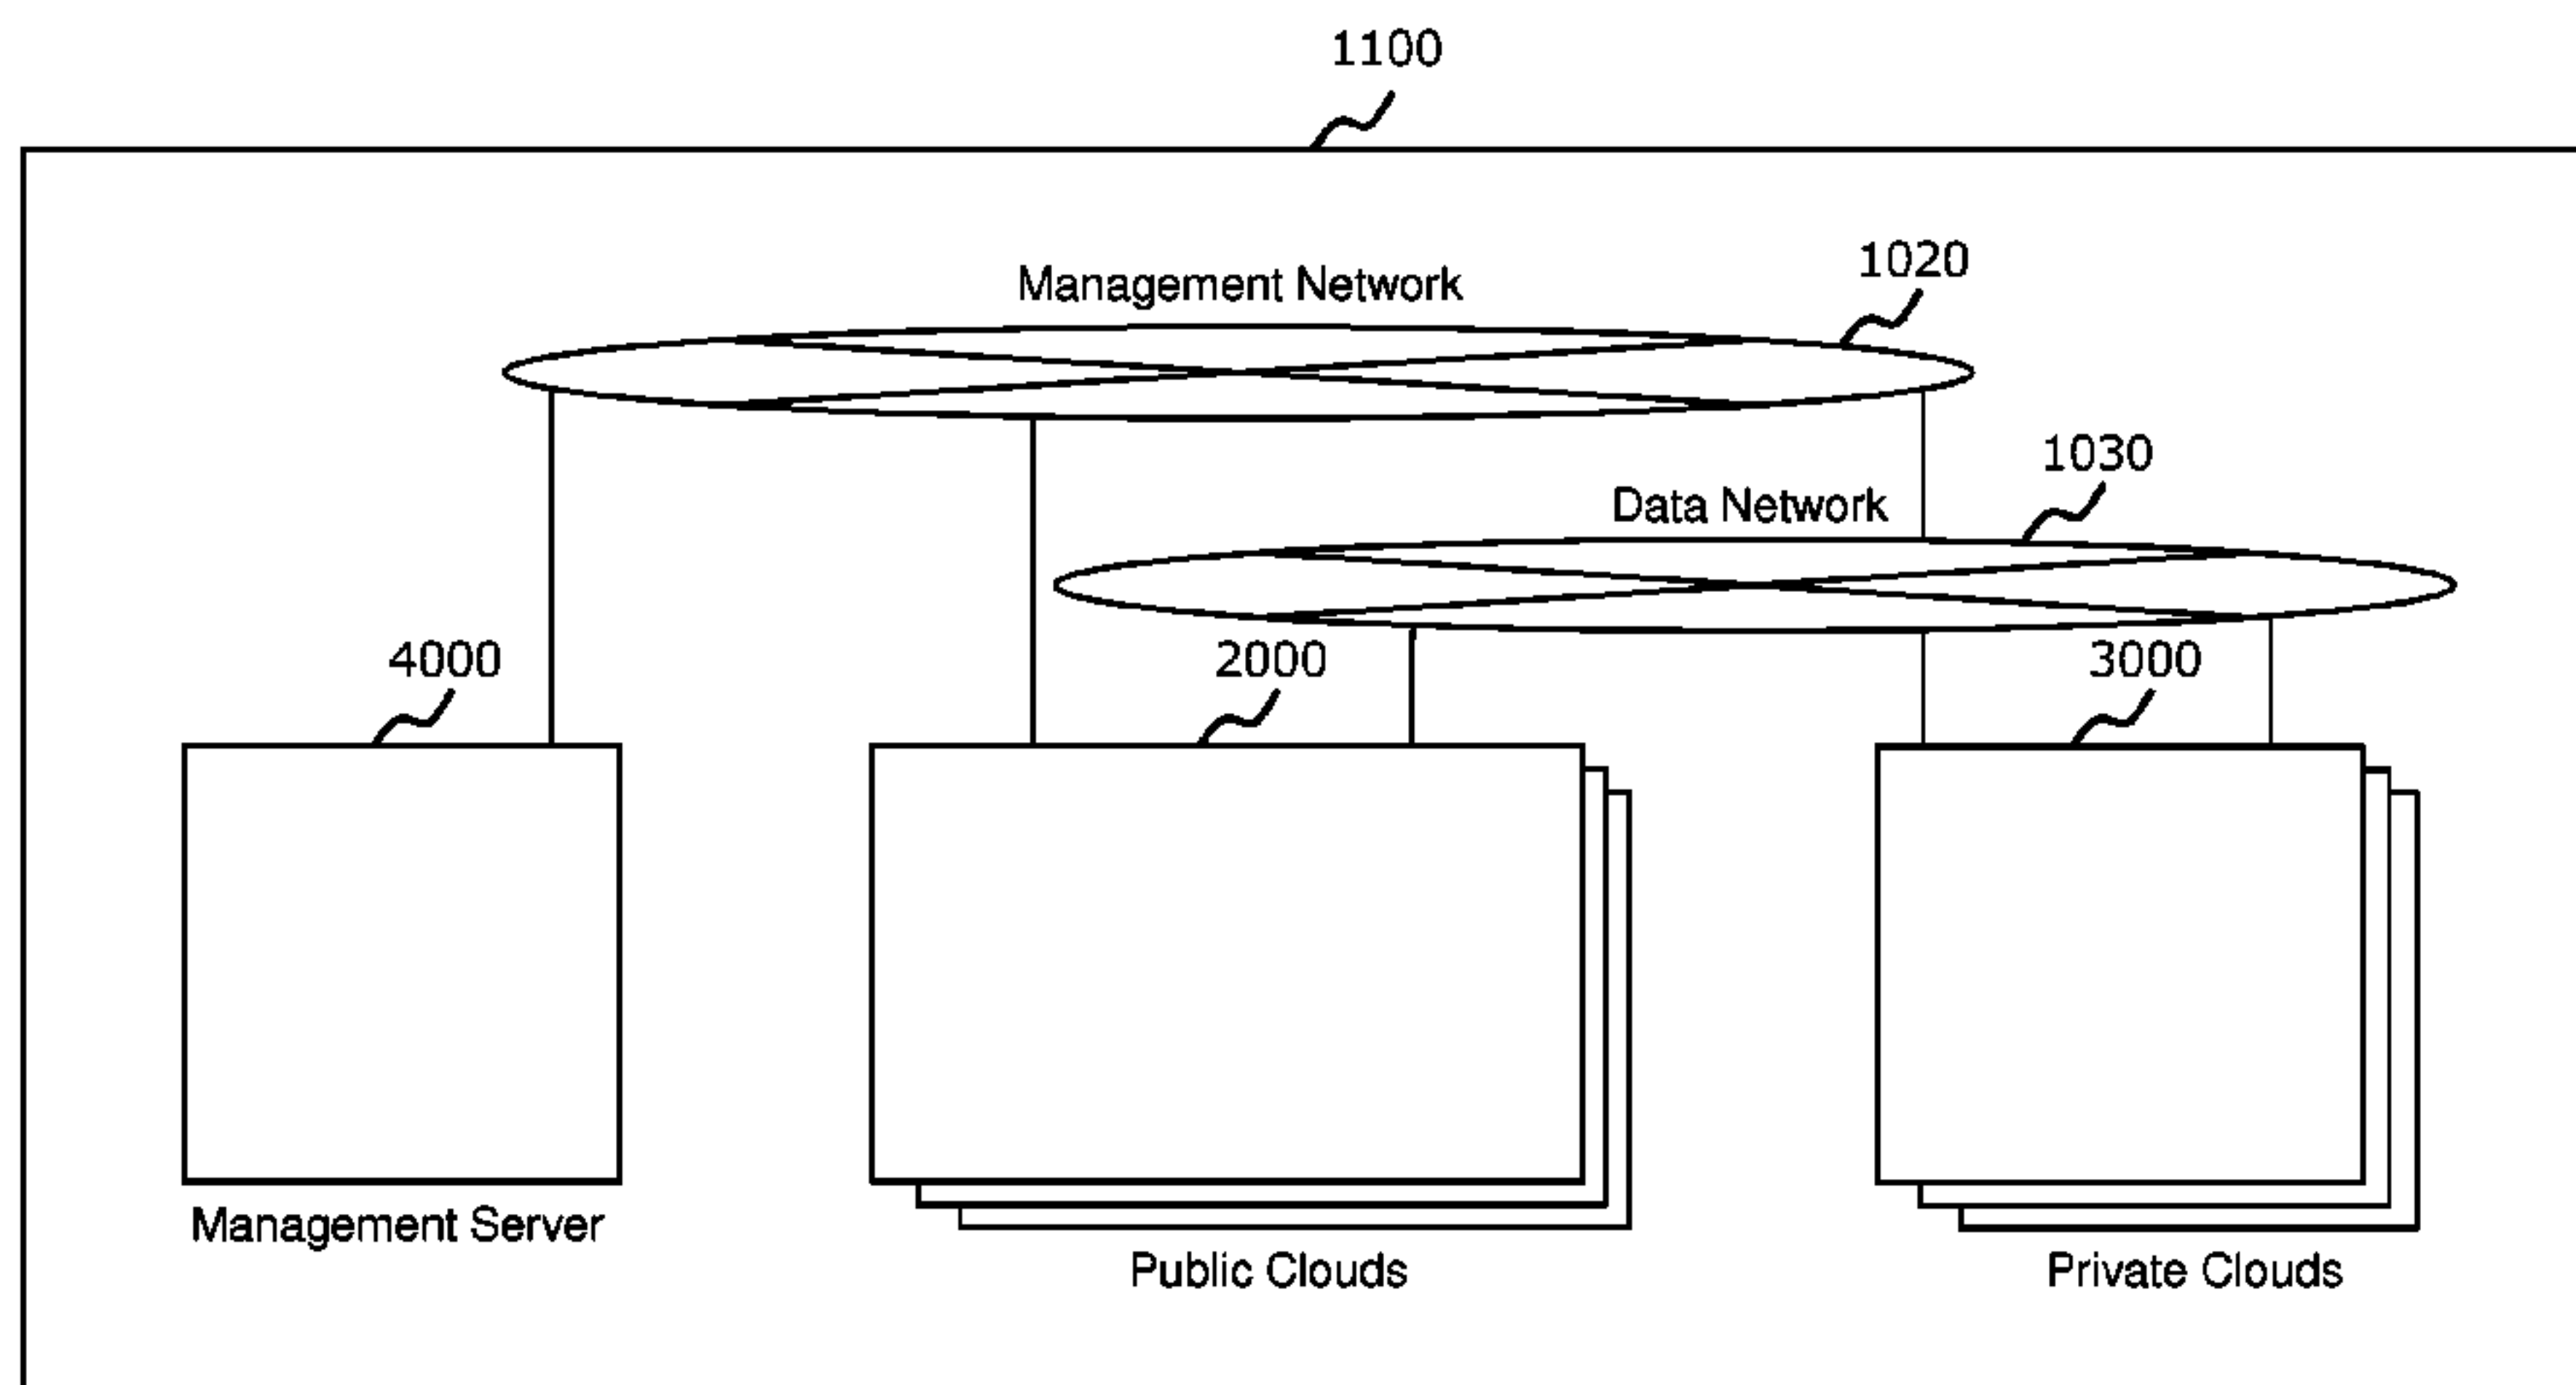 1100
1020
Management Network
1030
Data Network
4000
2000
3000
Management Server
Public Clouds
Private Clouds